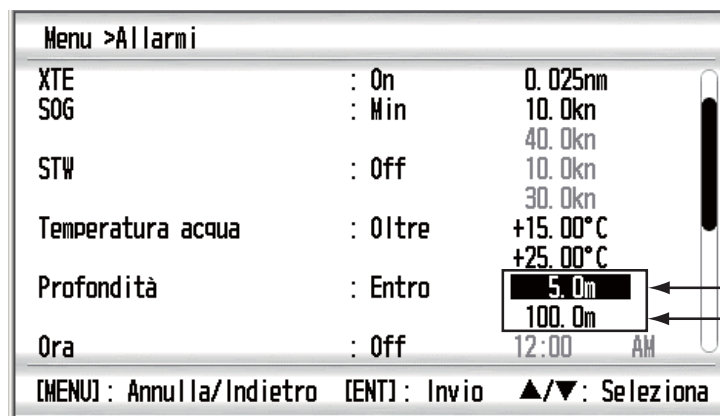 Menu >Allarmi
XTE : On 0.025nm
SOG : Min 10.0kn
40.0kn
STW : Off 10.0kn
30.0kn
Temperatura acqua : Oltre +15.00°C
+25.00°C
Profondità : Entro 5.0m
100.0m
Ora : Off 12:00 AM
[MENU]: Annulla/Indietro [ENT]: Invio ▲/▼: Seleziona